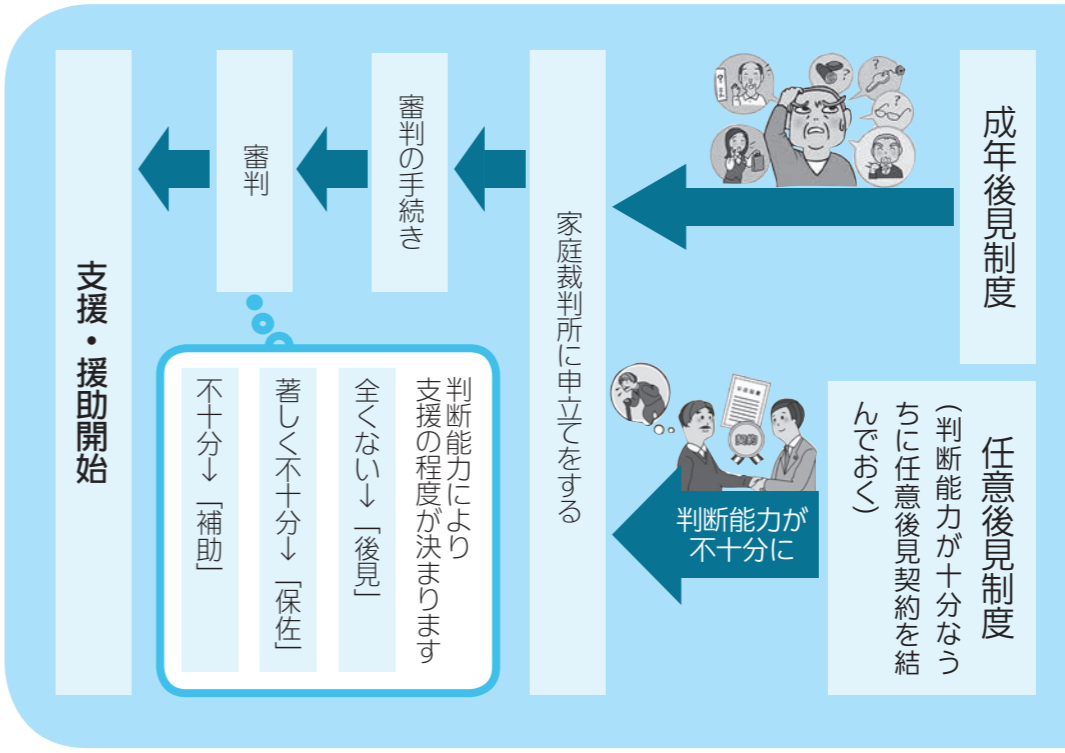 成年後見制度
任意後見制度
(判断能力が十分なう
ちに任意後見契約を結
んでおく)
契約
判断能力が
不十分に
家庭裁判所に申立てをする
審判の手続き
審判
判断能力により
支援の程度が決まります
全くない→「後見」
著しく不十分→「保佐」
不十分→「補助」
支援・援助開始